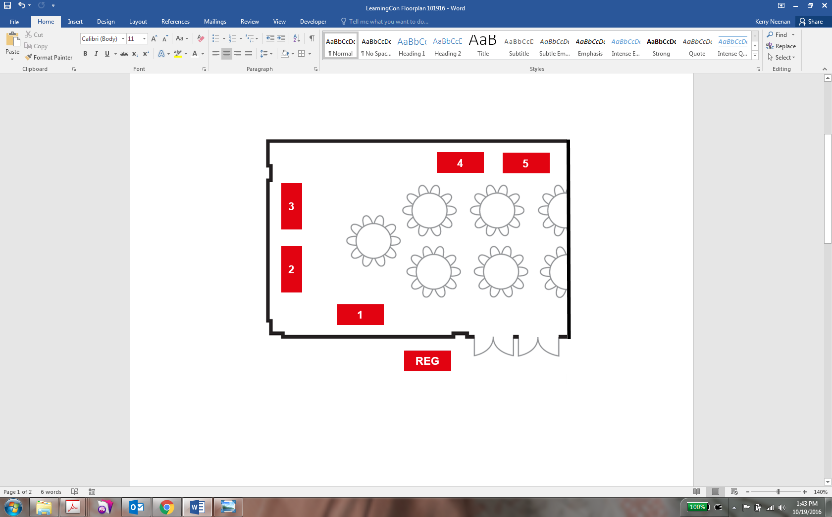 LearningCon Floorplan 101916 - Word
Kerry Neenan
Share
File
Home
Insert
Design
Layout
References
Mailings
Review
View
Developer
Tell me what you want to do...
Paste
Cut
Copy
Format Painter
Clipboard
Calibri (Body)
11
Font
Paragraph
AaBbCcDc
¶ Normal
AaBbCcDc
¶ No Spac...
AaBbCc
Heading 1
AaBbCcC
Heading 2
AaB
Title
AaBbCcC
Subtitle
AaBbCcDc
Subtle Em...
AaBbCcDc
Emphasis
AaBbCcDc
Intense E...
AaBbCcDc
Strong
AaBbCcDc
Quote
AaBbCcDc
Intense Q...
Styles
Find
Replace
Select
Editing
4
5
3
2
1
REG
Page 1 of 2
6 words
140%
100%
1:43 PM
10/19/2016